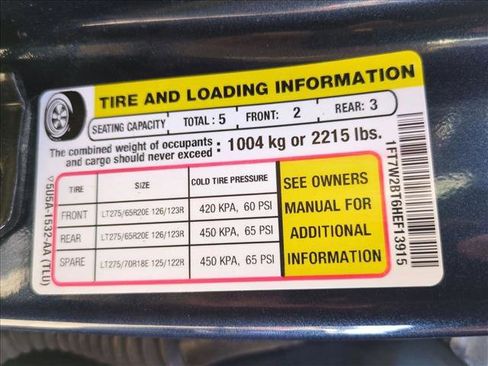 TIRE AND LOADING INFORMATION
SEATING CAPACITY TOTAL : 5 FRONT: 2 REAR: 3
The combined weight of occupants
and cargo should never exceed : 1004 kg or 2215 lbs.
TIRE SIZE COLD TIRE PRESSURE
FRONT LT275/65R20E 126/123R 420 KPA, 60 PSI
REAR LT275/65R20E 126/123R 450 KPA, 65 PSI
SPARE LT275/70R18E 125/122R 450 KPA, 65 PSI
SEE OWNERS
MANUAL FOR
ADDITIONAL
INFORMATION
1FT7W2BT6HEF13915
▽5U5A-1532-AA (TLU)